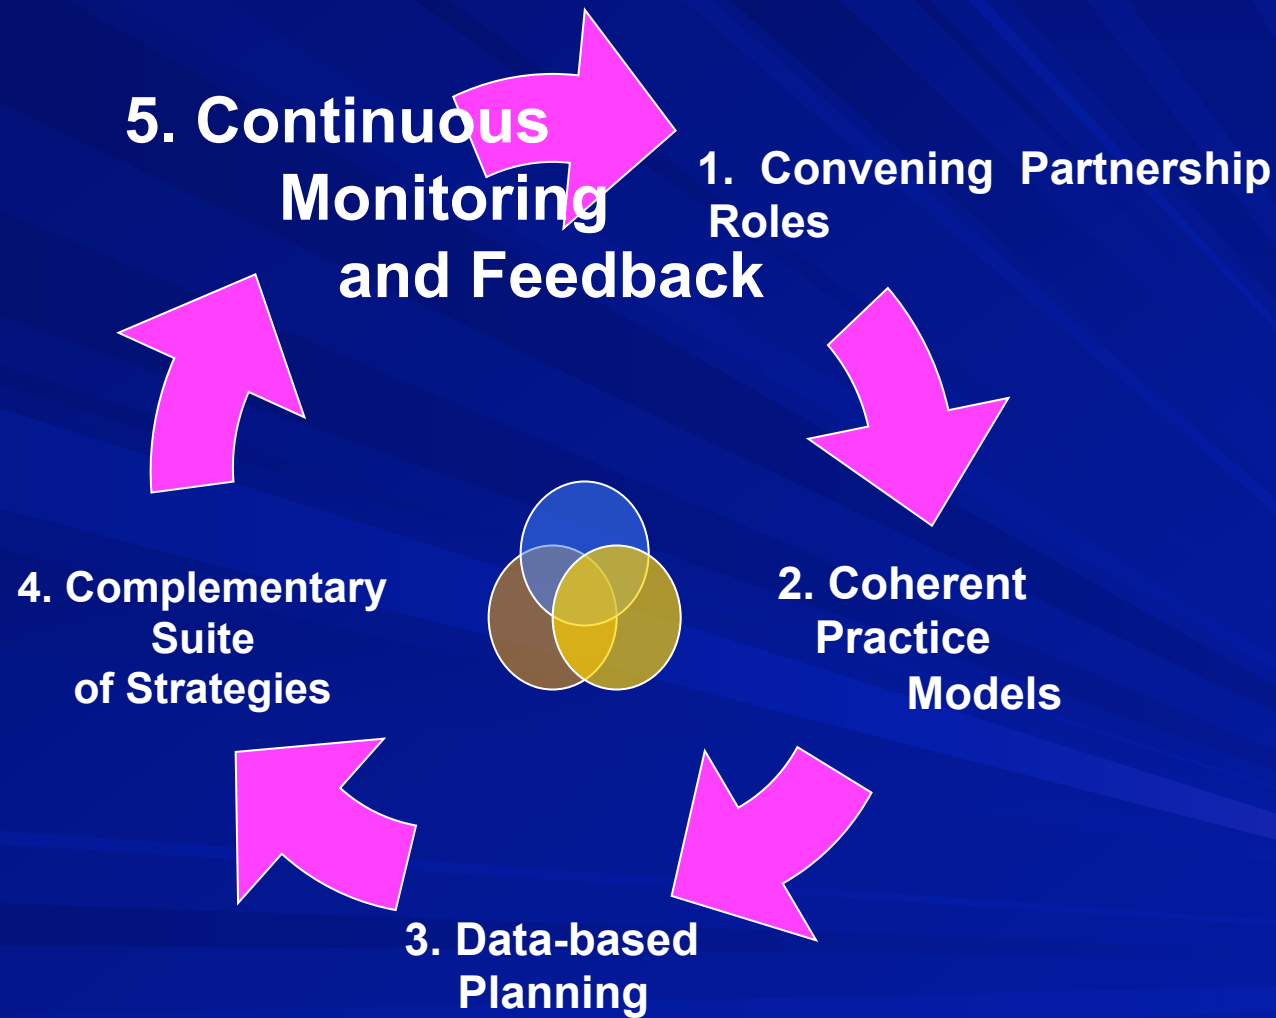 5. Continuous
Monitoring
and Feedback
1. Convening Partnership
Roles
2. Coherent
Practice
Models
3. Data-based
Planning
4. Complementary
Suite
of Strategies